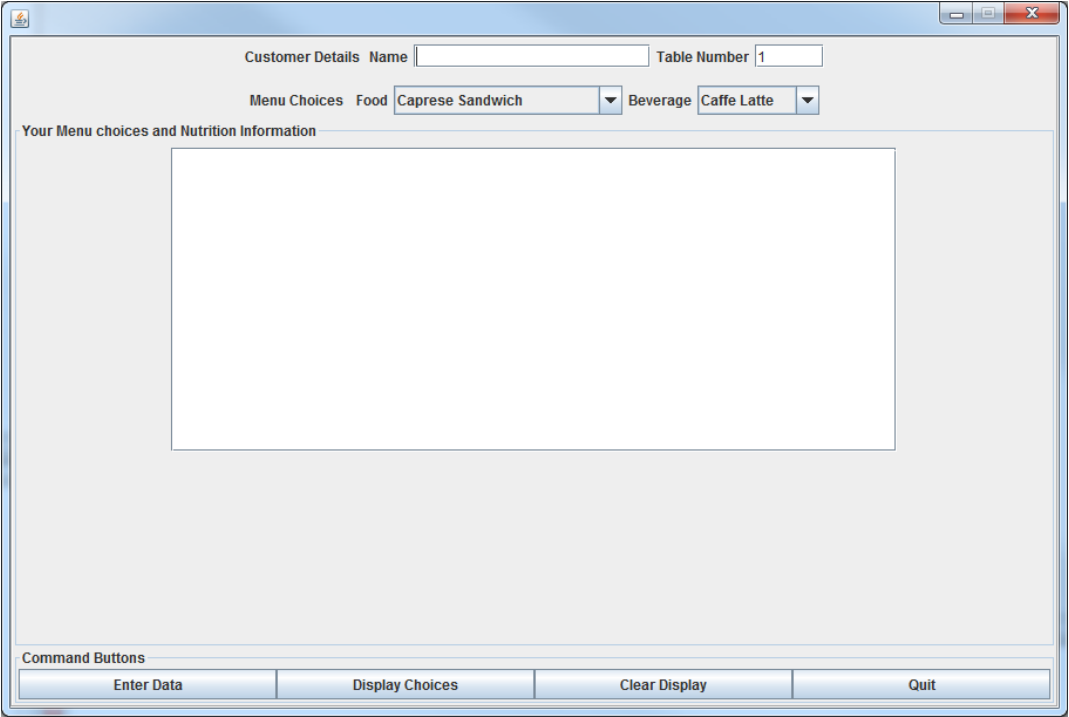 Customer Details Name Table Number 1
Menu Choices Food Caprese Sandwich Beverage Caffe Latte
Your Menu choices and Nutrition Information
Command Buttons
Enter Data Display Choices Clear Display Quit